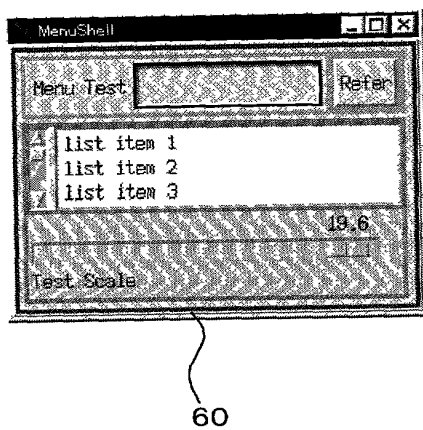 MenuShell
Menu Test Refer
list item 1
list item 2
list item 3
19.6
Test Scale
60